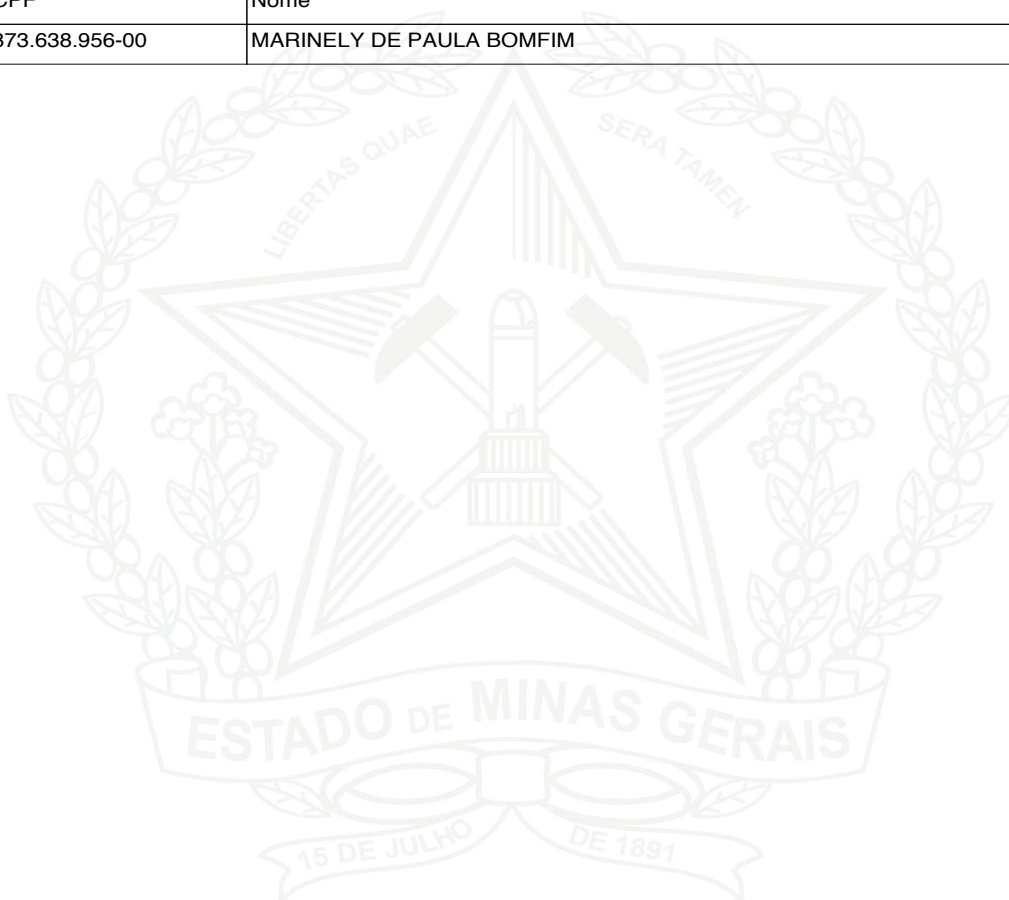 CPF Nome
873.638.956-00 MARINELY DE PAULA BOMFIM
LIBERTAS QUAE SERA TAMEN
ESTADO DE MINAS GERAIS
15 DE JULHO DE 1891